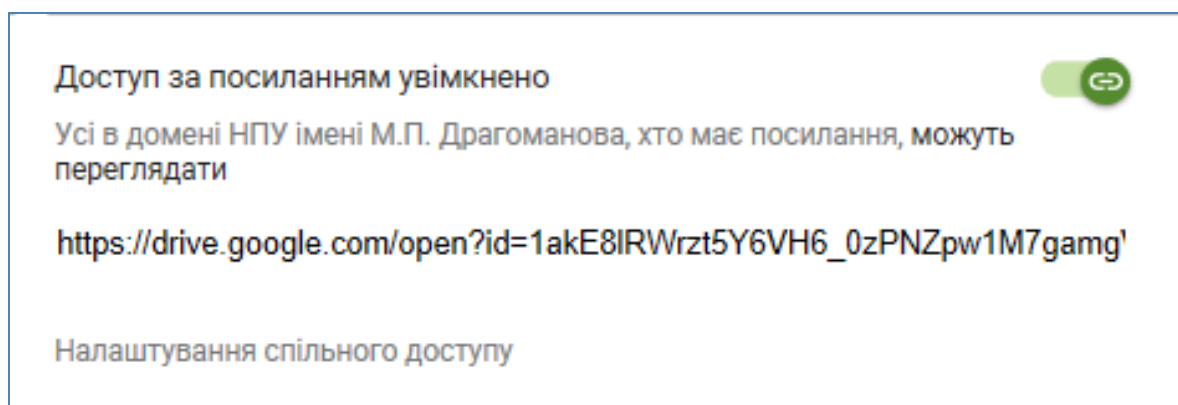 Доступ за посиланням увімкнено
Усі в домені НПУ імені М.П. Драгоманова, хто має посилання, можуть
переглядати
https://drive.google.com/open?id=1akE8lRWrzt5Y6VH6_0zPNZpw1M7gamg
Налаштування спільного доступу